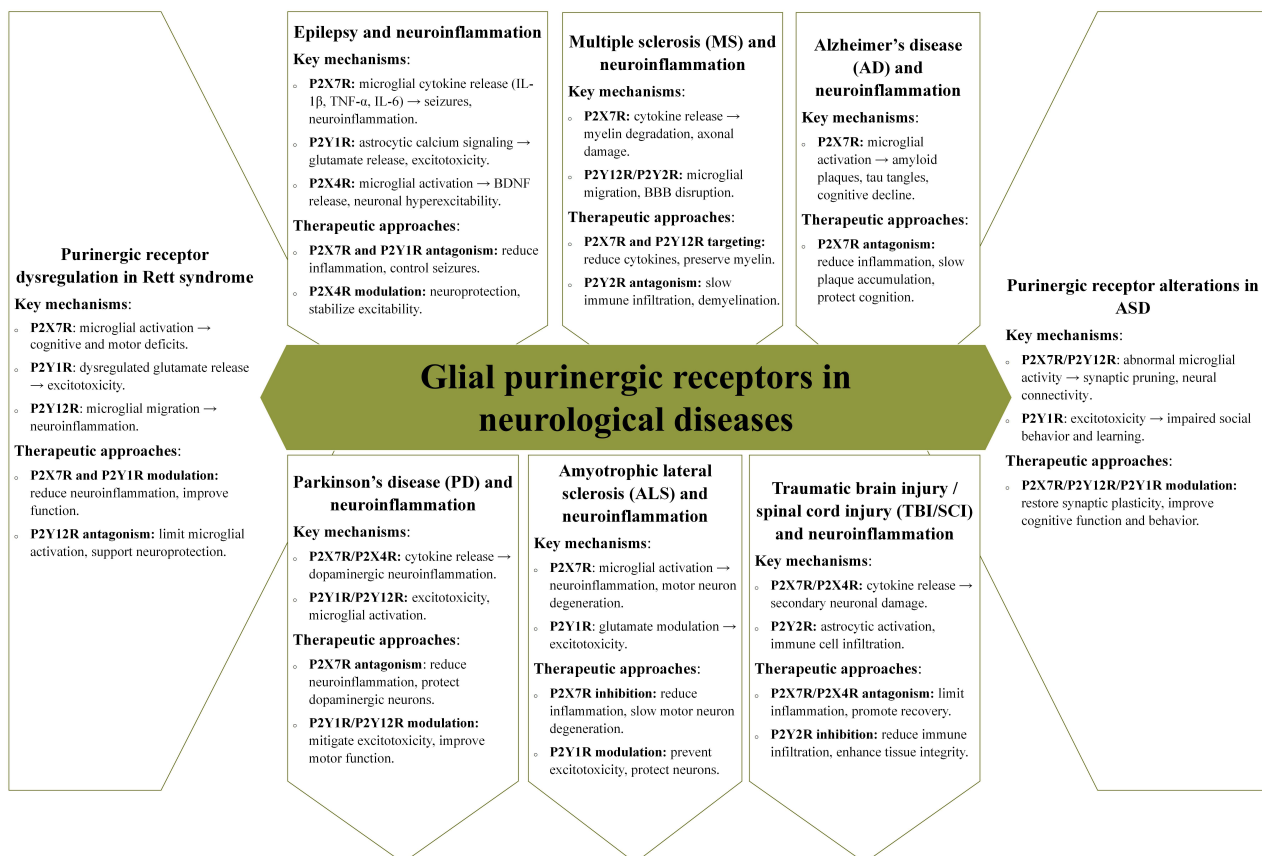 Epilepsy and neuroinflammation
Key mechanisms:
◦ P2X7R: microglial cytokine release (IL-
1β, TNF-α, IL-6) → seizures,
neuroinflammation.
◦ P2Y1R: astrocytic calcium signaling →
glutamate release, excitotoxicity.
◦ P2X4R: microglial activation → BDNF
release, neuronal hyperexcitability.
Therapeutic approaches:
◦ P2X7R and P2Y1R antagonism: reduce
inflammation, control seizures.
◦ P2X4R modulation: neuroprotection,
stabilize excitability.
Multiple sclerosis (MS) and
neuroinflammation
Key mechanisms:
◦ P2X7R: cytokine release →
myelin degradation, axonal
damage.
◦ P2Y12R/P2Y2R: microglial
migration, BBB disruption.
Therapeutic approaches:
◦ P2X7R and P2Y12R targeting:
reduce cytokines, preserve myelin.
◦ P2Y2R antagonism: slow
immune infiltration, demyelination.
Alzheimer’s disease
(AD) and
neuroinflammation
Key mechanisms:
◦ P2X7R: microglial
activation → amyloid
plaques, tau tangles,
cognitive decline.
Therapeutic approaches:
◦ P2X7R antagonism:
reduce inflammation, slow
plaque accumulation,
protect cognition.
Purinergic receptor
dysregulation in Rett syndrome
Key mechanisms:
◦ P2X7R: microglial activation →
cognitive and motor deficits.
◦ P2Y1R: dysregulated glutamate release
→ excitotoxicity.
◦ P2Y12R: microglial migration →
neuroinflammation.
Therapeutic approaches:
◦ P2X7R and P2Y1R modulation:
reduce neuroinflammation, improve
function.
◦ P2Y12R antagonism: limit microglial
activation, support neuroprotection.
Glial purinergic receptors in
neurological diseases
Purinergic receptor alterations in
ASD
Key mechanisms:
◦ P2X7R/P2Y12R: abnormal microglial
activity → synaptic pruning, neural
connectivity.
◦ P2Y1R: excitotoxicity → impaired social
behavior and learning.
Therapeutic approaches:
◦ P2X7R/P2Y12R/P2Y1R modulation:
restore synaptic plasticity, improve
cognitive function and behavior.
Parkinson’s disease (PD) and
neuroinflammation
Key mechanisms:
◦ P2X7R/P2X4R: cytokine release →
dopaminergic neuroinflammation.
◦ P2Y1R/P2Y12R: excitotoxicity,
microglial activation.
Therapeutic approaches:
◦ P2X7R antagonism: reduce
neuroinflammation, protect
dopaminergic neurons.
◦ P2Y1R/P2Y12R modulation:
mitigate excitotoxicity, improve
motor function.
Amyotrophic lateral
sclerosis (ALS) and
neuroinflammation
Key mechanisms:
◦ P2X7R: microglial activation →
neuroinflammation, motor neuron
degeneration.
◦ P2Y1R: glutamate modulation →
excitotoxicity.
Therapeutic approaches:
◦ P2X7R inhibition: reduce
inflammation, slow motor neuron
degeneration.
◦ P2Y1R modulation: prevent
excitotoxicity, protect neurons.
Traumatic brain injury /
spinal cord injury (TBI/SCI)
and neuroinflammation
Key mechanisms:
◦ P2X7R/P2X4R: cytokine release →
secondary neuronal damage.
◦ P2Y2R: astrocytic activation,
immune cell infiltration.
Therapeutic approaches:
◦ P2X7R/P2X4R antagonism: limit
inflammation, promote recovery.
◦ P2Y2R inhibition: reduce immune
infiltration, enhance tissue integrity.